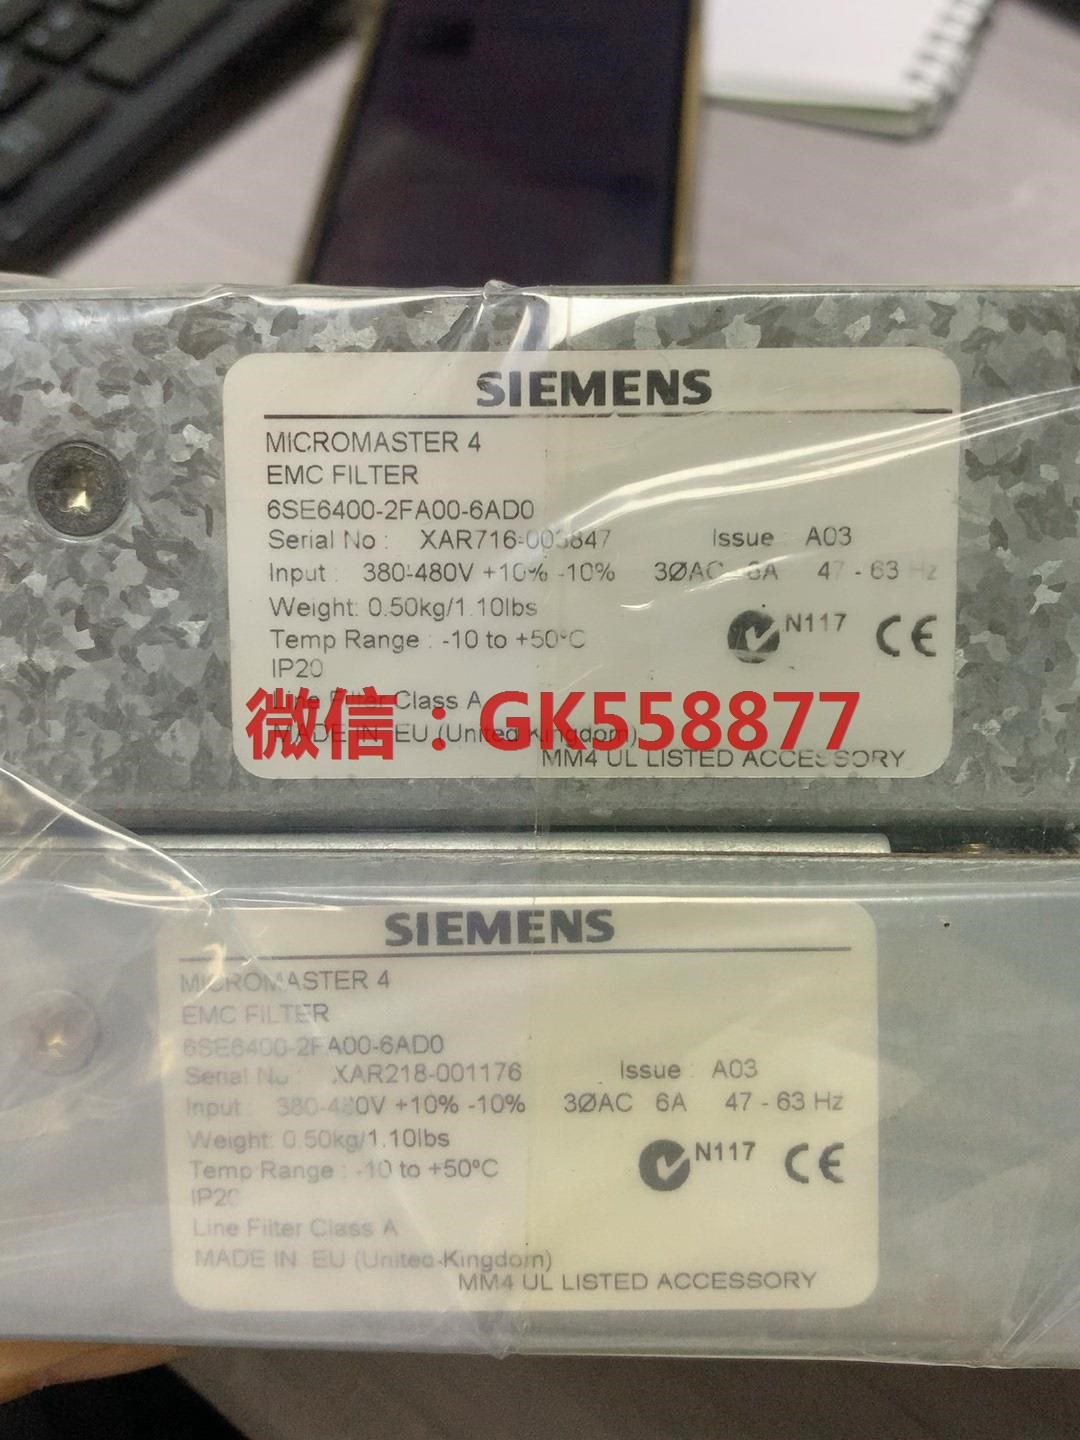 SIEMENS
MICROMASTER 4
EMC FILTER
6SE6400-2FA00-6AD0
Serial No : XAR716-003847 Issue : A03
Input : 380-480V +10% -10% 3ØAC 6A 47 - 63 Hz
Weight: 0.50kg/1.10lbs
Temp Range : -10 to +50ºC N117 CE
IP20
Line Filter Class A
微信：GK558877
MADE IN EU (United Kingdom)
MM4 UL LISTED ACCESSORY
SIEMENS
MICROMASTER 4
EMC FILTER
6SE6400-2FA00-6AD0
Serial No : XAR218-001176 Issue : A03
Input : 380-480V +10% -10% 3ØAC 6A 47 - 63 Hz
Weight: 0.50kg/1.10lbs
Temp Range : -10 to +50ºC N117 CE
IP20
Line Filter Class A
MADE IN EU (United Kingdom)
MM4 UL LISTED ACCESSORY